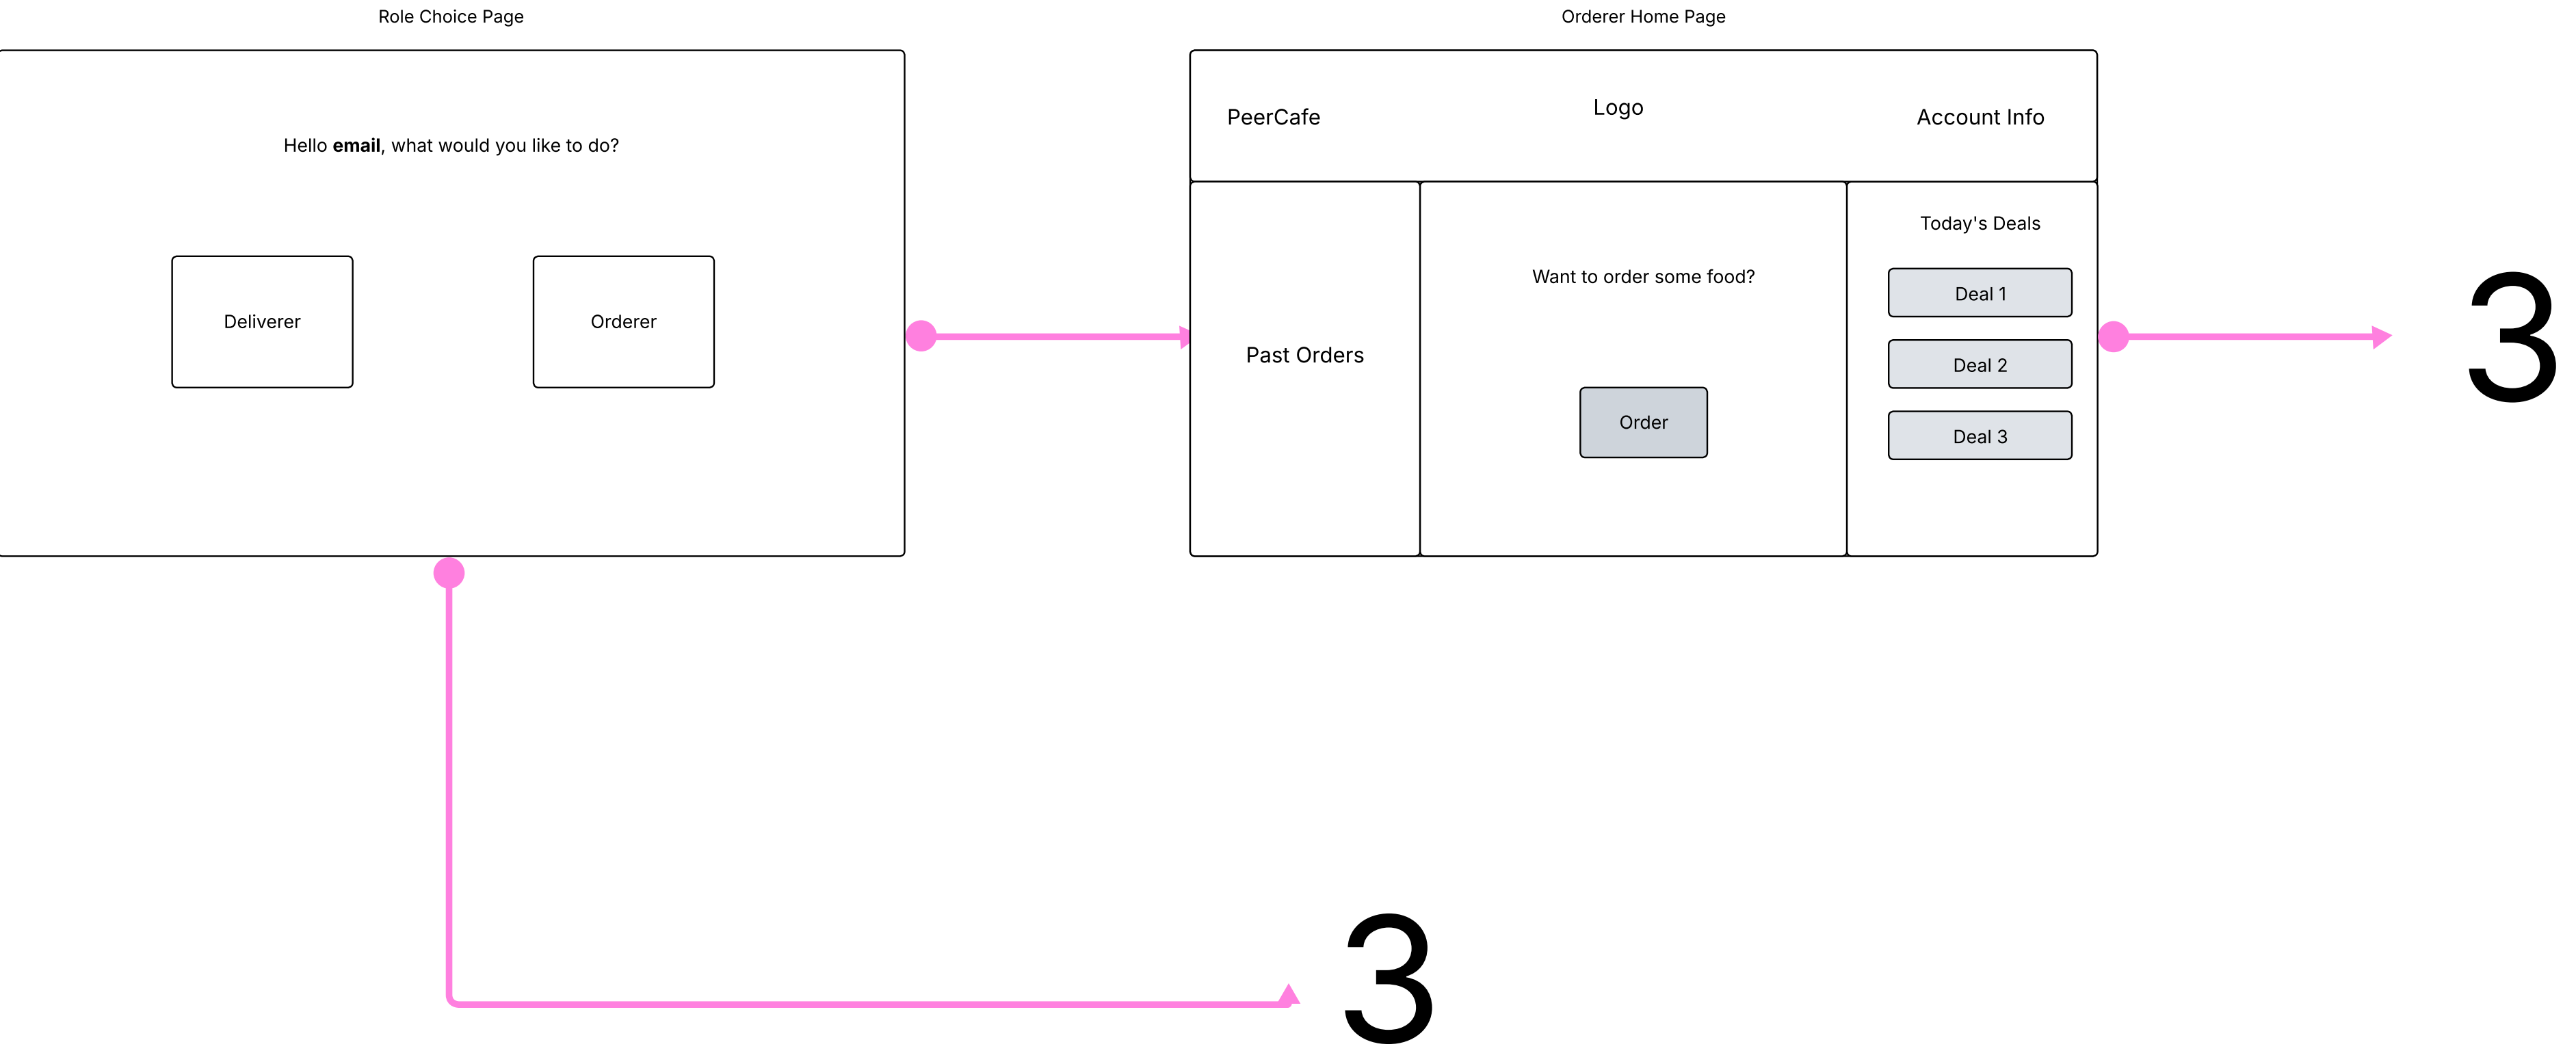 Role Choice Page
Hello email, what would you like to do?
Deliverer
Orderer
Orderer Home Page
PeerCafe
Logo
Account Info
Past Orders
Want to order some food?
Order
Today's Deals
Deal 1
Deal 2
Deal 3
3
3